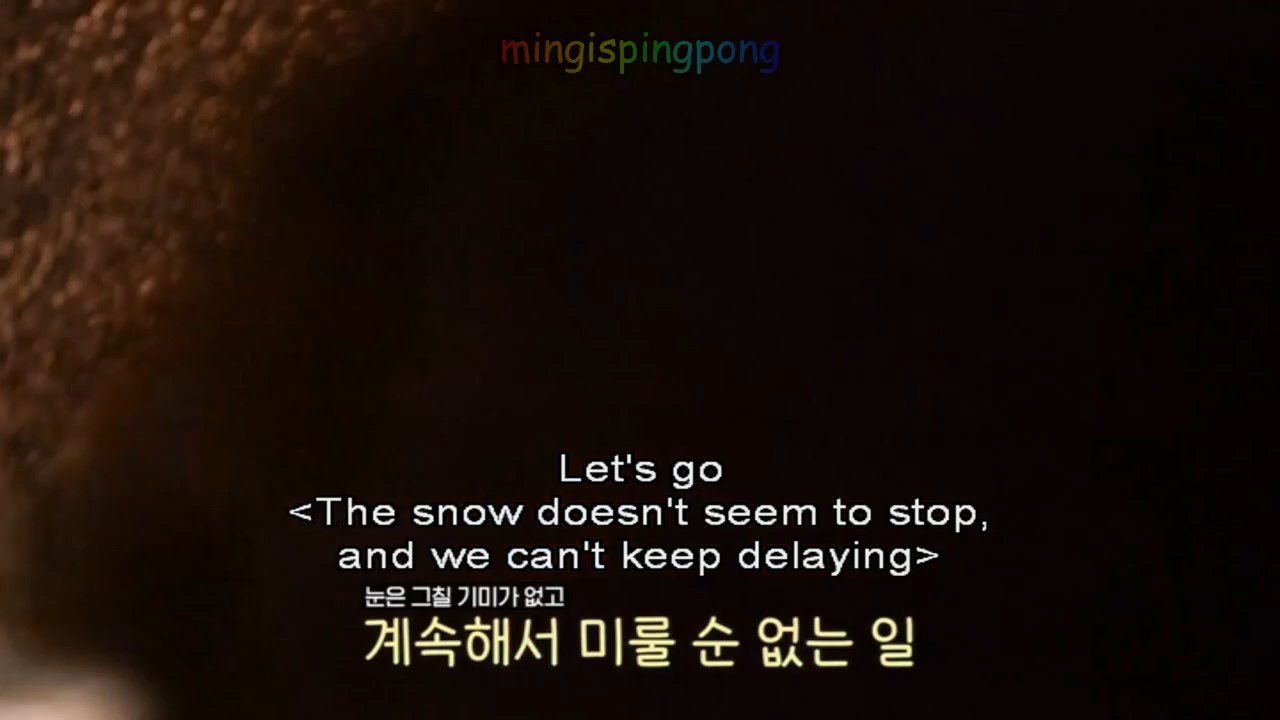 mingispingpong
Let's go
<The snow doesn't seem to stop,
and we can't keep delaying>
눈은 그칠 기미가 없고
계속해서 미룰 순 없는 일